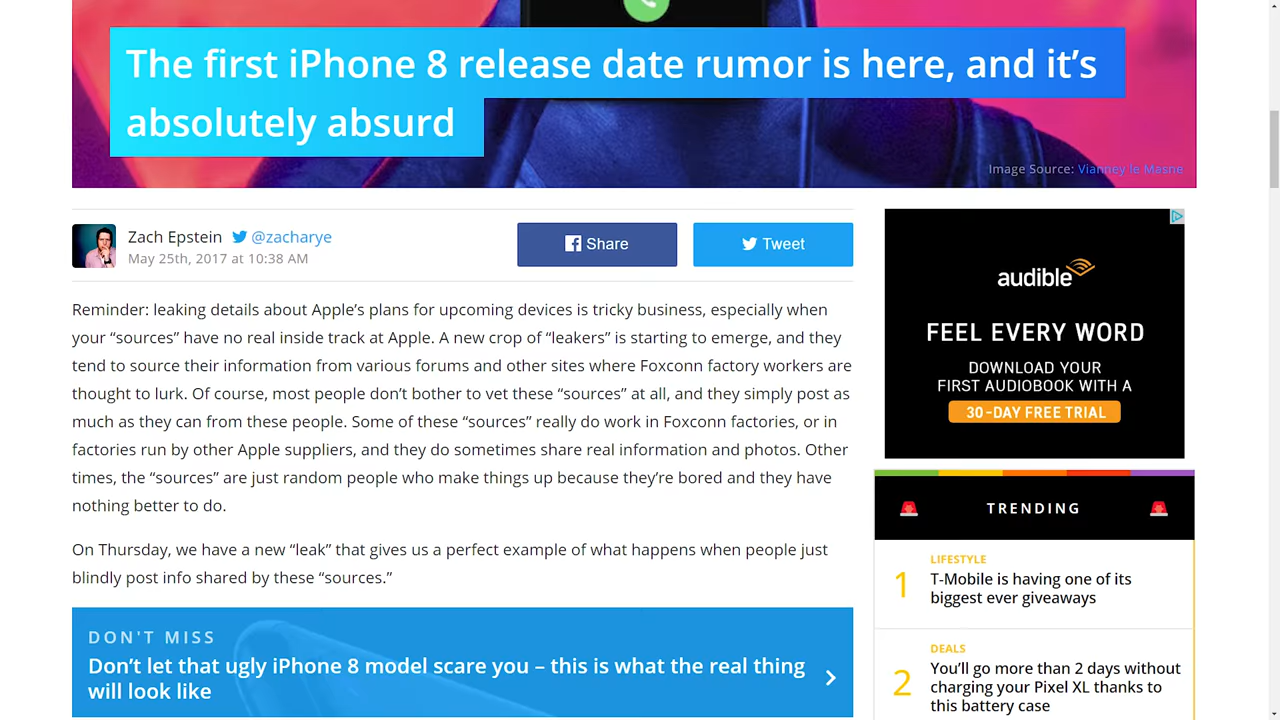 The first iPhone 8 release date rumor is here, and it’s
absolutely absurd
Image Source: Vianney le Masne
Zach Epstein @zacharye
May 25th, 2017 at 10:38 AM
Share
Tweet
Reminder: leaking details about Apple’s plans for upcoming devices is tricky business, especially when
your “sources” have no real inside track at Apple. A new crop of “leakers” is starting to emerge, and they
tend to source their information from various forums and other sites where Foxconn factory workers are
thought to lurk. Of course, most people don’t bother to vet these “sources” at all, and they simply post as
much as they can from these people. Some of these “sources” really do work in Foxconn factories, or in
factories run by other Apple suppliers, and they do sometimes share real information and photos. Other
times, the “sources” are just random people who make things up because they’re bored and they have
nothing better to do.
On Thursday, we have a new “leak” that gives us a perfect example of what happens when people just
blindly post info shared by these “sources.”
DON'T MISS
Don’t let that ugly iPhone 8 model scare you – this is what the real thing
will look like
audible
FEEL EVERY WORD
DOWNLOAD YOUR
FIRST AUDIOBOOK WITH A
30-DAY FREE TRIAL
TRENDING
LIFESTYLE
1
T-Mobile is having one of its
biggest ever giveaways
DEALS
2
You’ll go more than 2 days without
charging your Pixel XL thanks to
this battery case